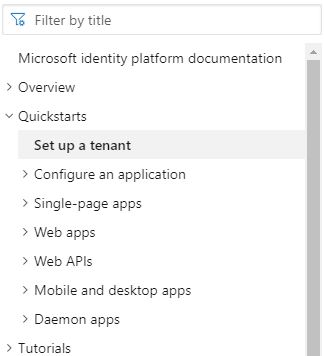 Filter by title
Microsoft identity platform documentation
Overview
Quickstarts
Set up a tenant
Configure an application
Single-page apps
Web apps
Web APIs
Mobile and desktop apps
Daemon apps
Tutorials